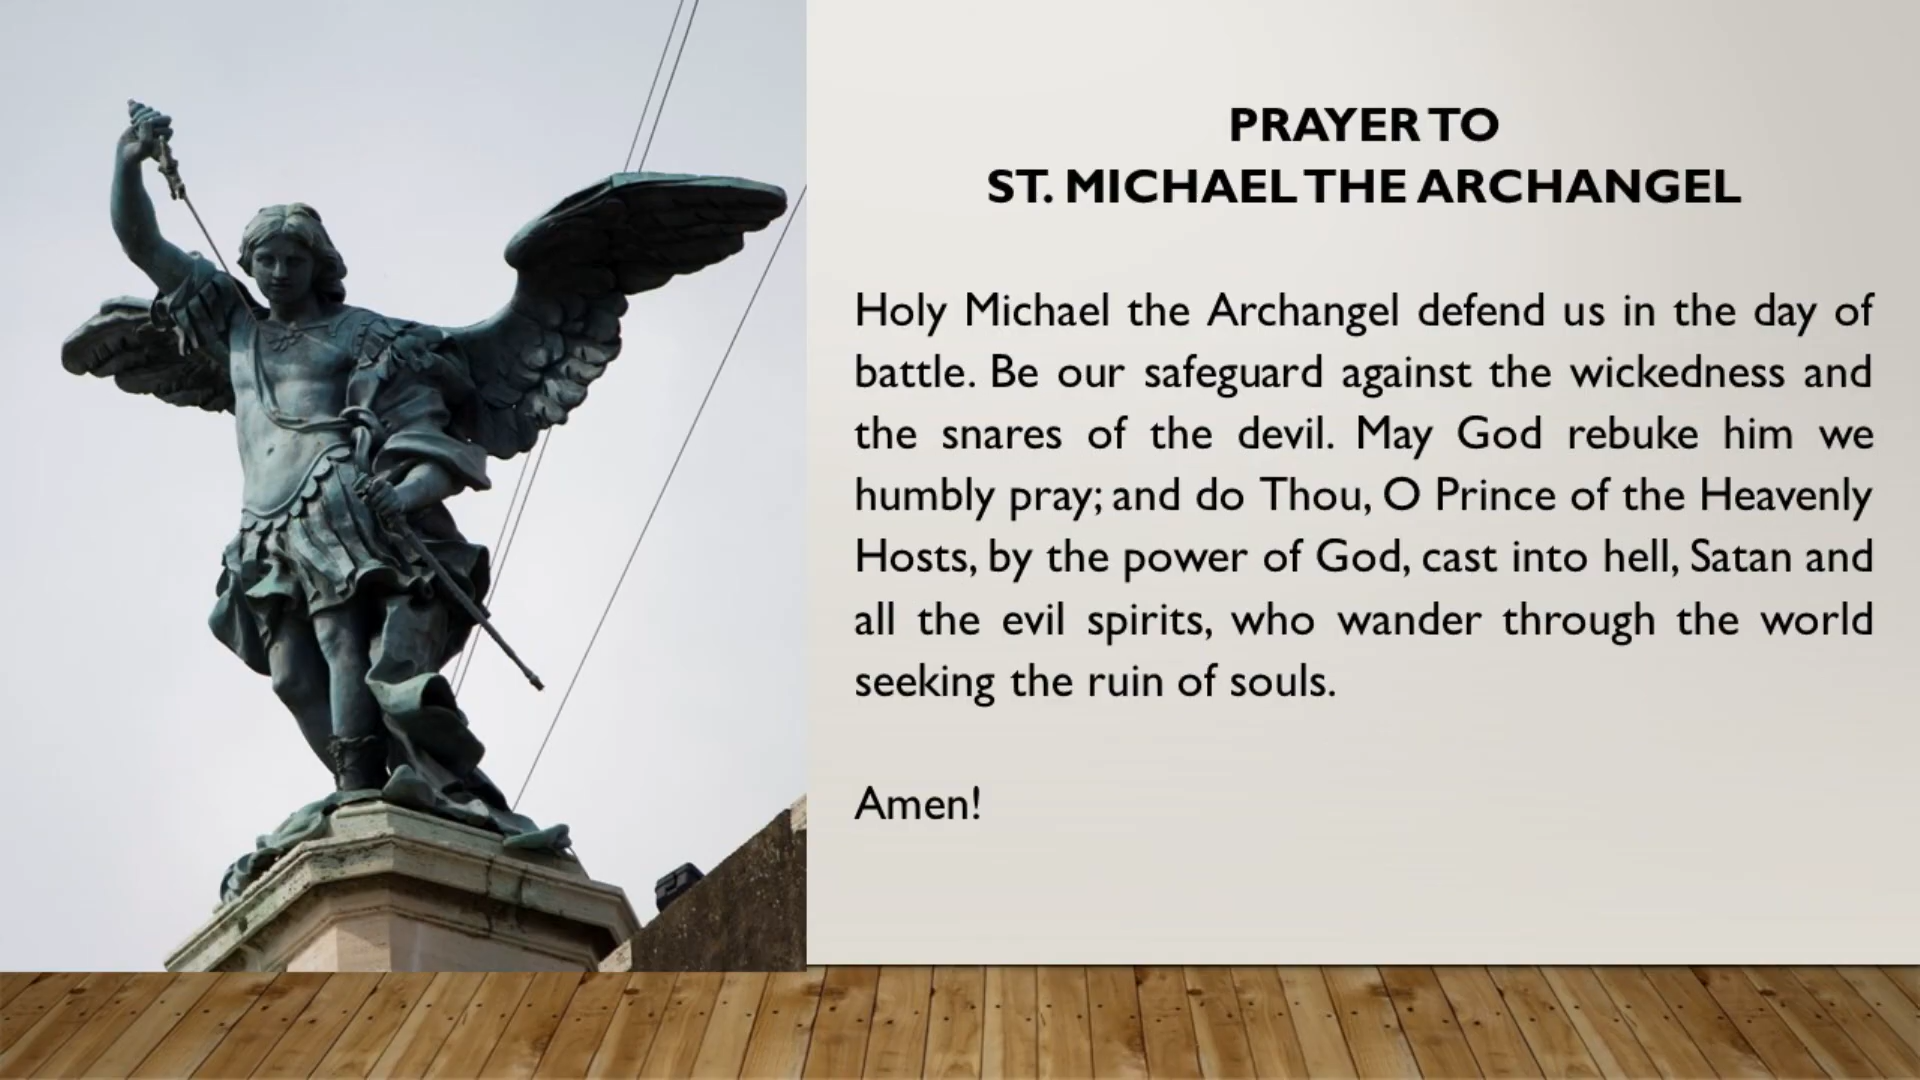 PRAYER TO
ST. MICHAEL THE ARCHANGEL
Holy Michael the Archangel defend us in the day of
battle. Be our safeguard against the wickedness and
the snares of the devil. May God rebuke him we
humbly pray; and do Thou, O Prince of the Heavenly
Hosts, by the power of God, cast into hell, Satan and
all the evil spirits, who wander through the world
seeking the ruin of souls.
Amen!